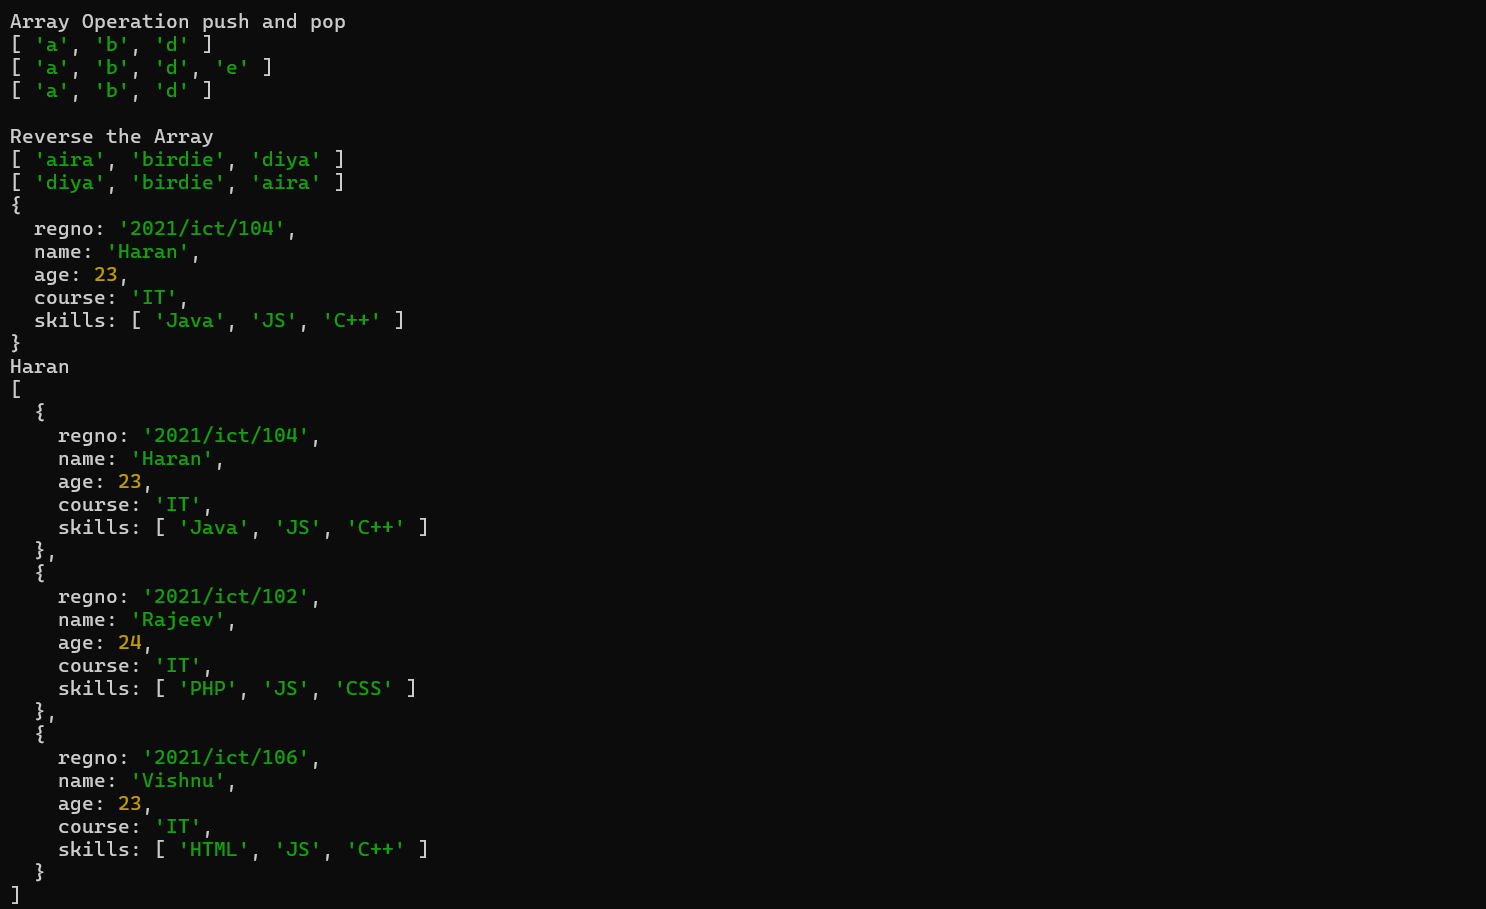 Array Operation push and pop
[ 'a', 'b', 'd' ]
[ 'a', 'b', 'd', 'e' ]
[ 'a', 'b', 'd' ]

Reverse the Array
[ 'aira', 'birdie', 'diya' ]
[ 'diya', 'birdie', 'aira' ]
{
  regno: '2021/ict/104',
  name: 'Haran',
  age: 23,
  course: 'IT',
  skills: [ 'Java', 'JS', 'C++' ]
}
Haran
[
  {
    regno: '2021/ict/104',
    name: 'Haran',
    age: 23,
    course: 'IT',
    skills: [ 'Java', 'JS', 'C++' ]
  },
  {
    regno: '2021/ict/102',
    name: 'Rajeev',
    age: 24,
    course: 'IT',
    skills: [ 'PHP', 'JS', 'CSS' ]
  },
  {
    regno: '2021/ict/106',
    name: 'Vishnu',
    age: 23,
    course: 'IT',
    skills: [ 'HTML', 'JS', 'C++' ]
  }
]